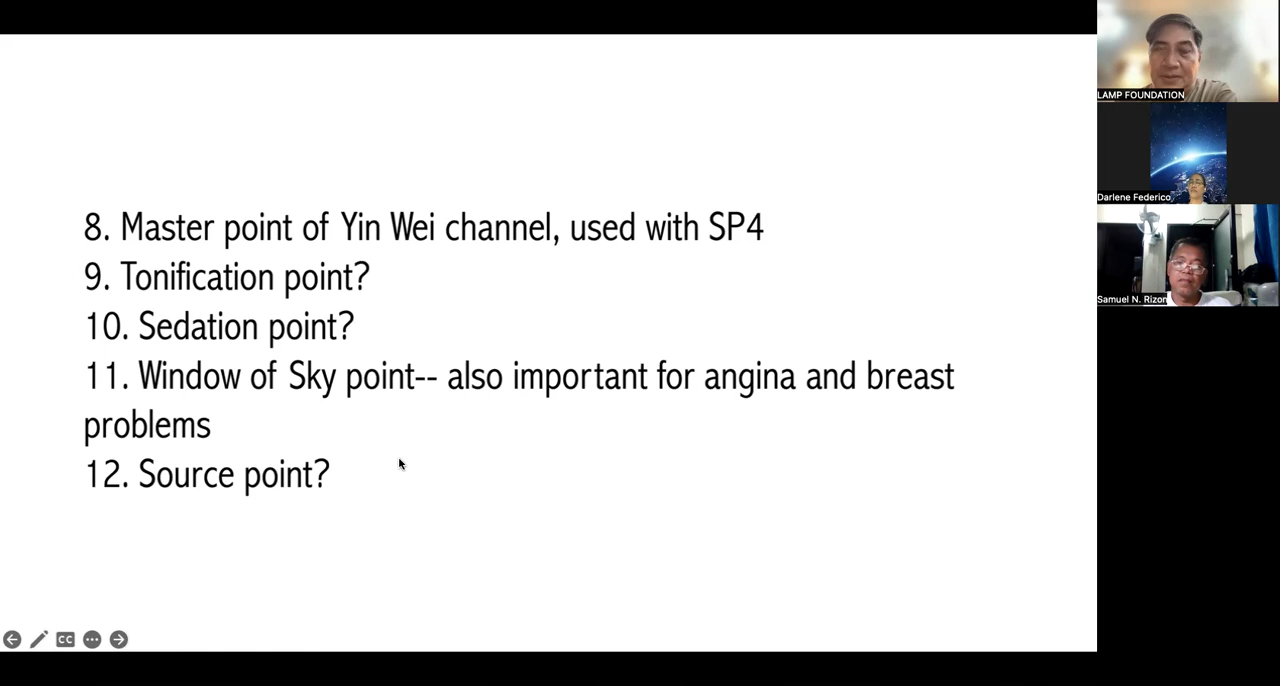 8. Master point of Yin Wei channel, used with SP4
9. Tonification point?
10. Sedation point?
11. Window of Sky point-- also important for angina and breast
problems
12. Source point?
LAMP FOUNDATION
Darlene Federico
Samuel N. Rizon
CC